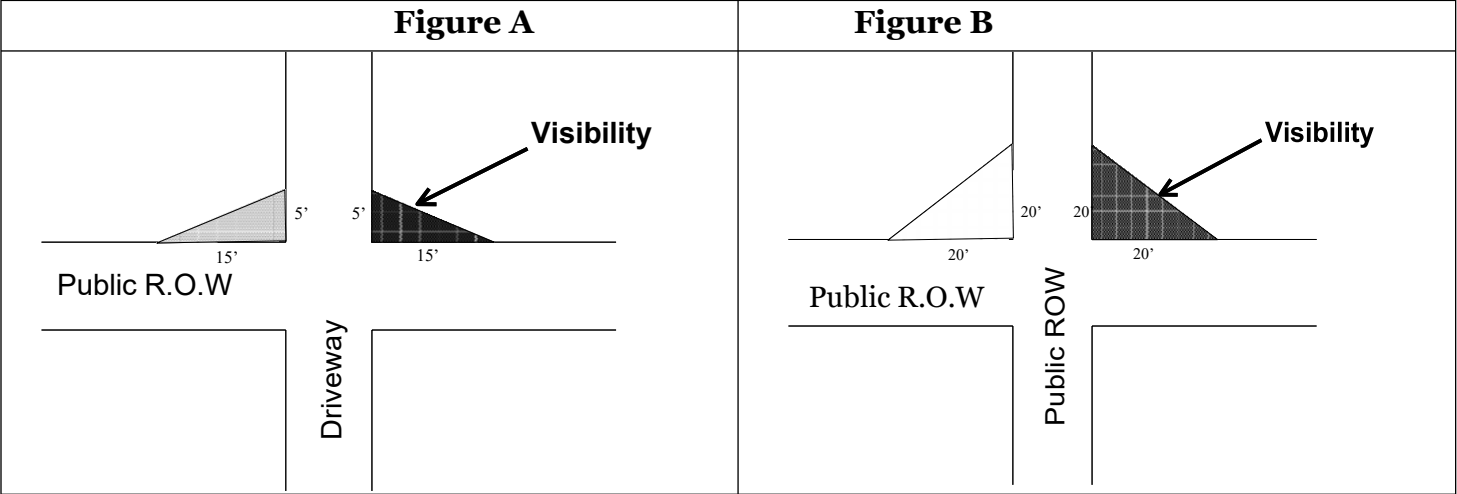 Figure A
Visibility
5’
5’
15’
15’
Public R.O.W
Driveway
Figure B
Visibility
20’
20
20’
20’
Public R.O.W
Public ROW